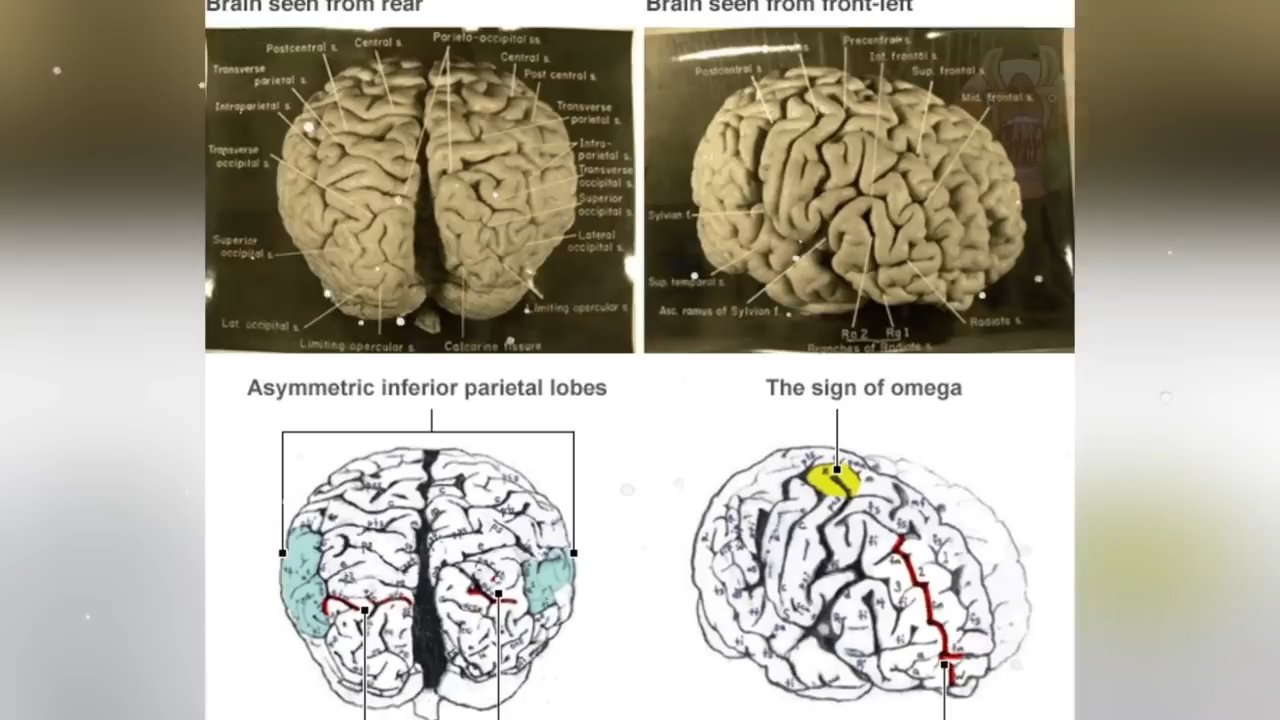 Brain seen from rear
Brain seen from front-left
Postcentral s.
Central s.
Parieto-occipital ss.
Central s.
Post central s.
Transverse
parietal s.
Intraparietal s.
Transverse
parietal s.
Intra-
parietal s.
Transverse
occipital s.
Transverse
occipital s.
Superior
occipital s.
Superior
occipital s.
Lateral
occipital s.
Limiting opercular s.
Lat. occipital s.
Limiting opercular s.
Calcarine fissure
Precentral s.
Inf. frontal s.
Sup. frontal s.
Mid. frontal s.
Postcentral s.
Sylvian f.
Sup. temporal s.
Asc. ramus of Sylvian f.
Radiate s.
Ra 2
Ra 1
Branches of Radiate s.
Asymmetric inferior parietal lobes
The sign of omega